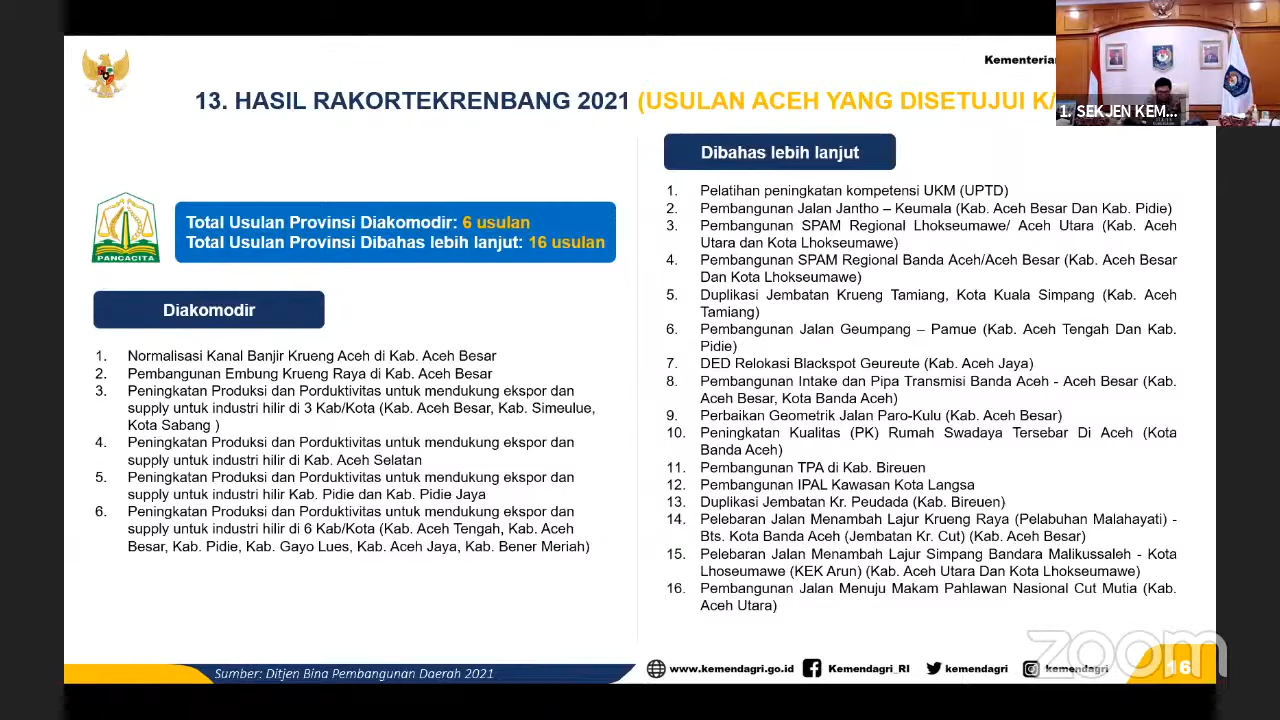 Kementerian
13. HASIL RAKORTEKRENBANG 2021 (USULAN ACEH YANG DISETUJUI K/
1. SEKJEN KEM...
PANCACITA
Total Usulan Provinsi Diakomodir: 6 usulan
Total Usulan Provinsi Dibahas lebih lanjut: 16 usulan
Diakomodir
1. Normalisasi Kanal Banjir Krueng Aceh di Kab. Aceh Besar
2. Pembangunan Embung Krueng Raya di Kab. Aceh Besar
3. Peningkatan Produksi dan Porduktivitas untuk mendukung ekspor dan
supply untuk industri hilir di 3 Kab/Kota (Kab. Aceh Besar, Kab. Simeulue,
Kota Sabang )
4. Peningkatan Produksi dan Porduktivitas untuk mendukung ekspor dan
supply untuk industri hilir di Kab. Aceh Selatan
5. Peningkatan Produksi dan Porduktivitas untuk mendukung ekspor dan
supply untuk industri hilir Kab. Pidie dan Kab. Pidie Jaya
6. Peningkatan Produksi dan Porduktivitas untuk mendukung ekspor dan
supply untuk industri hilir di 6 Kab/Kota (Kab. Aceh Tengah, Kab. Aceh
Besar, Kab. Pidie, Kab. Gayo Lues, Kab. Aceh Jaya, Kab. Bener Meriah)
Dibahas lebih lanjut
1. Pelatihan peningkatan kompetensi UKM (UPTD)
2. Pembangunan Jalan Jantho – Keumala (Kab. Aceh Besar Dan Kab. Pidie)
3. Pembangunan SPAM Regional Lhokseumawe/ Aceh Utara (Kab. Aceh
Utara dan Kota Lhokseumawe)
4. Pembangunan SPAM Regional Banda Aceh/Aceh Besar (Kab. Aceh Besar
Dan Kota Lhokseumawe)
5. Duplikasi Jembatan Krueng Tamiang, Kota Kuala Simpang (Kab. Aceh
Tamiang)
6. Pembangunan Jalan Geumpang – Pamue (Kab. Aceh Tengah Dan Kab.
Pidie)
7. DED Relokasi Blackspot Geureute (Kab. Aceh Jaya)
8. Pembangunan Intake dan Pipa Transmisi Banda Aceh - Aceh Besar (Kab.
Aceh Besar, Kota Banda Aceh)
9. Perbaikan Geometrik Jalan Paro-Kulu (Kab. Aceh Besar)
10. Peningkatan Kualitas (PK) Rumah Swadaya Tersebar Di Aceh (Kota
Banda Aceh)
11. Pembangunan TPA di Kab. Bireuen
12. Pembangunan IPAL Kawasan Kota Langsa
13. Duplikasi Jembatan Kr. Peudada (Kab. Bireuen)
14. Pelebaran Jalan Menambah Lajur Krueng Raya (Pelabuhan Malahayati) -
Bts. Kota Banda Aceh (Jembatan Kr. Cut) (Kab. Aceh Besar)
15. Pelebaran Jalan Menambah Lajur Simpang Bandara Malikussaleh - Kota
Lhoseumawe (KEK Arun) (Kab. Aceh Utara Dan Kota Lhokseumawe)
16. Pembangunan Jalan Menuju Makam Pahlawan Nasional Cut Mutia (Kab.
Aceh Utara)
Sumber: Ditjen Bina Pembangunan Daerah 2021
www.kemendagri.go.id Kemendagri_RI kemendagri kemendagri 16
zoom